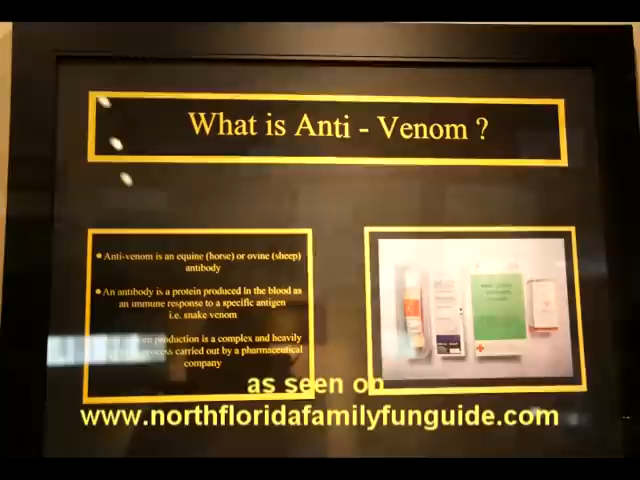 What is Anti - Venom ?
Anti-venom is an equine (horse) or ovine (sheep)
antibody
An antibody is a protein produced in the blood as
an immune response to a specific antigen
i.e. snake venom
production is a complex and heavily
process carried out by a pharmaceutical
company
as seen on
www.northfloridafamilyfunguide.com